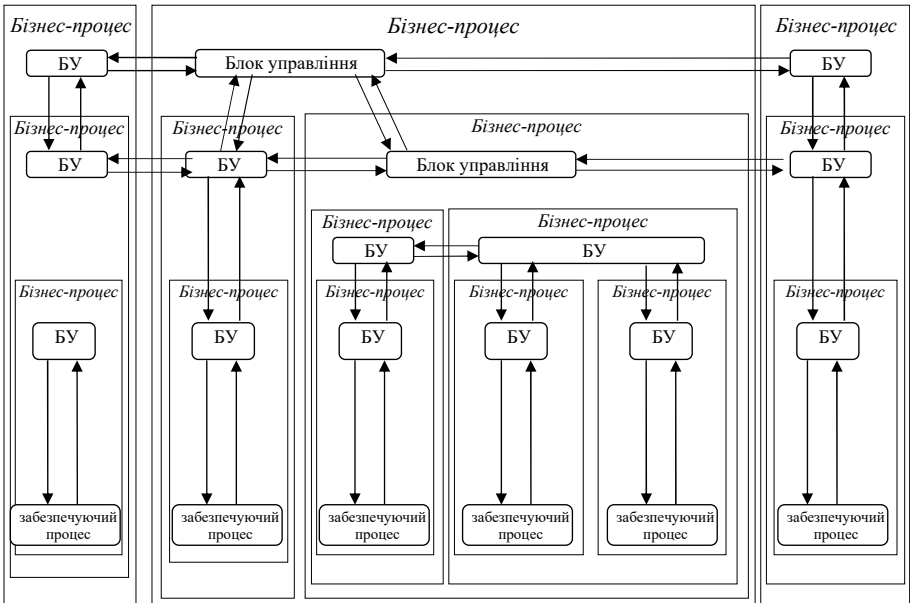 Бізнес-процес
Бізнес-процес
Бізнес-процес
БУ
Блок управління
БУ
Бізнес-процес
Бізнес-процес
Бізнес-процес
Бізнес-процес
БУ
БУ
Блок управління
БУ
Бізнес-процес
Бізнес-процес
БУ
БУ
Бізнес-процес
Бізнес-процес
Бізнес-процес
Бізнес-процес
Бізнес-процес
Бізнес-процес
БУ
БУ
БУ
БУ
БУ
БУ
забезпечуючий
процес
забезпечуючий
процес
забезпечуючий
процес
забезпечуючий
процес
забезпечуючий
процес
забезпечуючий
процес